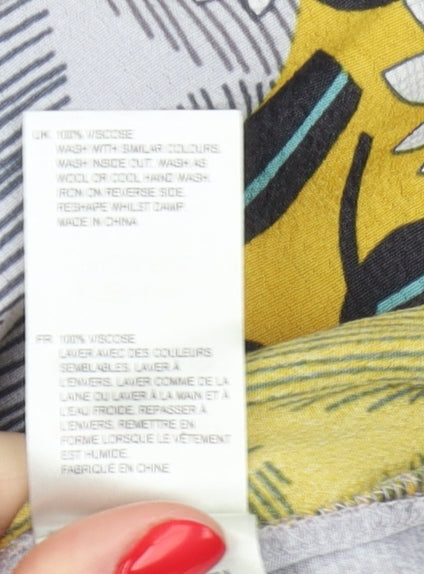 UK 100% VISCOSE
WASH WITH SIMILAR COLOURS.
WASH INSIDE OUT. WASH AS
WOOL OR COOL HAND WASH.
IRON ON REVERSE SIDE.
RESHAPE WHILST DAMP.
MADE IN CHINA
FR 100% VISCOSE
LAVER AVEC DES COULEURS
SEMBLABLES. LAVER À
L'ENVERS. LAVER COMME DE LA
LAINE OU LAVER À LA MAIN ET À
L'EAU FROIDE. REPASSER À
L'ENVERS. REMETTRE EN
FORME LORSQUE LE VÊTEMENT
EST HUMIDE.
FABRIQUÉ EN CHINE